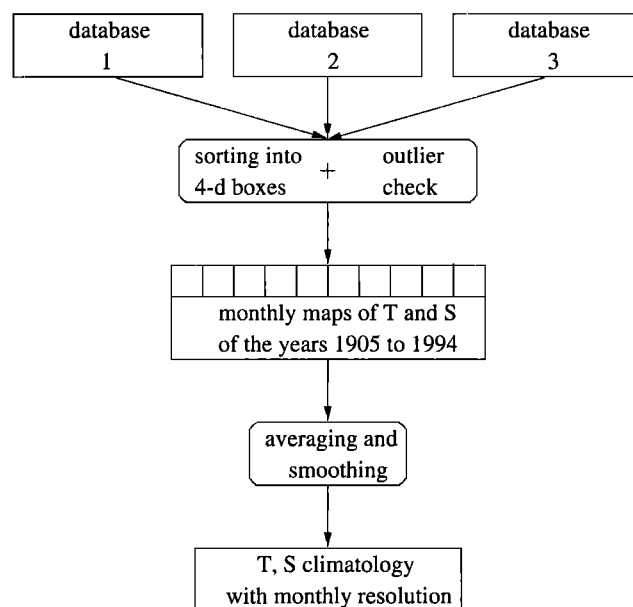 database
1
database
2
database
3
sorting into
4-d boxes
+
outlier
check
monthly maps of T and S
of the years 1905 to 1994
averaging and
smoothing
T, S climatology
with monthly resolution